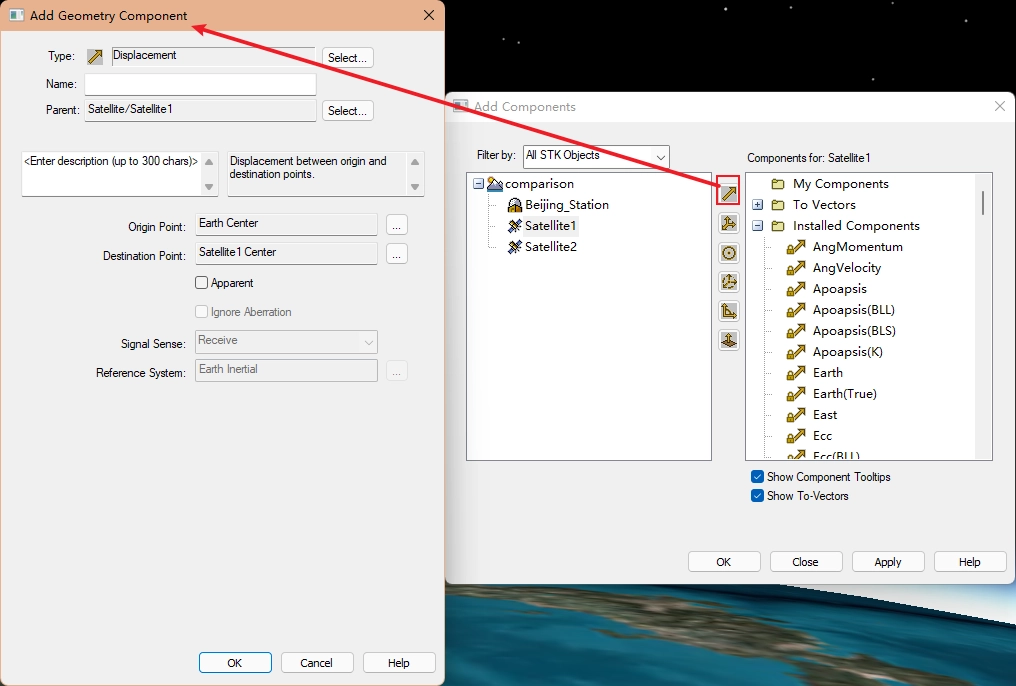 Add Geometry Component
Type:
Displacement
Select...
Name:
Parent:
Satellite/Satellite1
Select...
<Enter description (up to 300 chars)>
Displacement between origin and
destination points.
Origin Point:
Earth Center
...
Destination Point:
Satellite1 Center
...
Apparent
Ignore Aberration
Signal Sense:
Receive
Reference System:
Earth Inertial
...
OK
Cancel
Help
Add Components
Filter by:
All STK Objects
comparison
Beijing_Station
Satellite1
Satellite2
Components for: Satellite1
My Components
To Vectors
Installed Components
AngMomentum
AngVelocity
Apoapsis
Apoapsis(BLL)
Apoapsis(BLS)
Apoapsis(K)
Earth
Earth(True)
East
Ecc
Ecc(BLL)
Show Component Tooltips
Show To-Vectors
OK
Close
Apply
Help